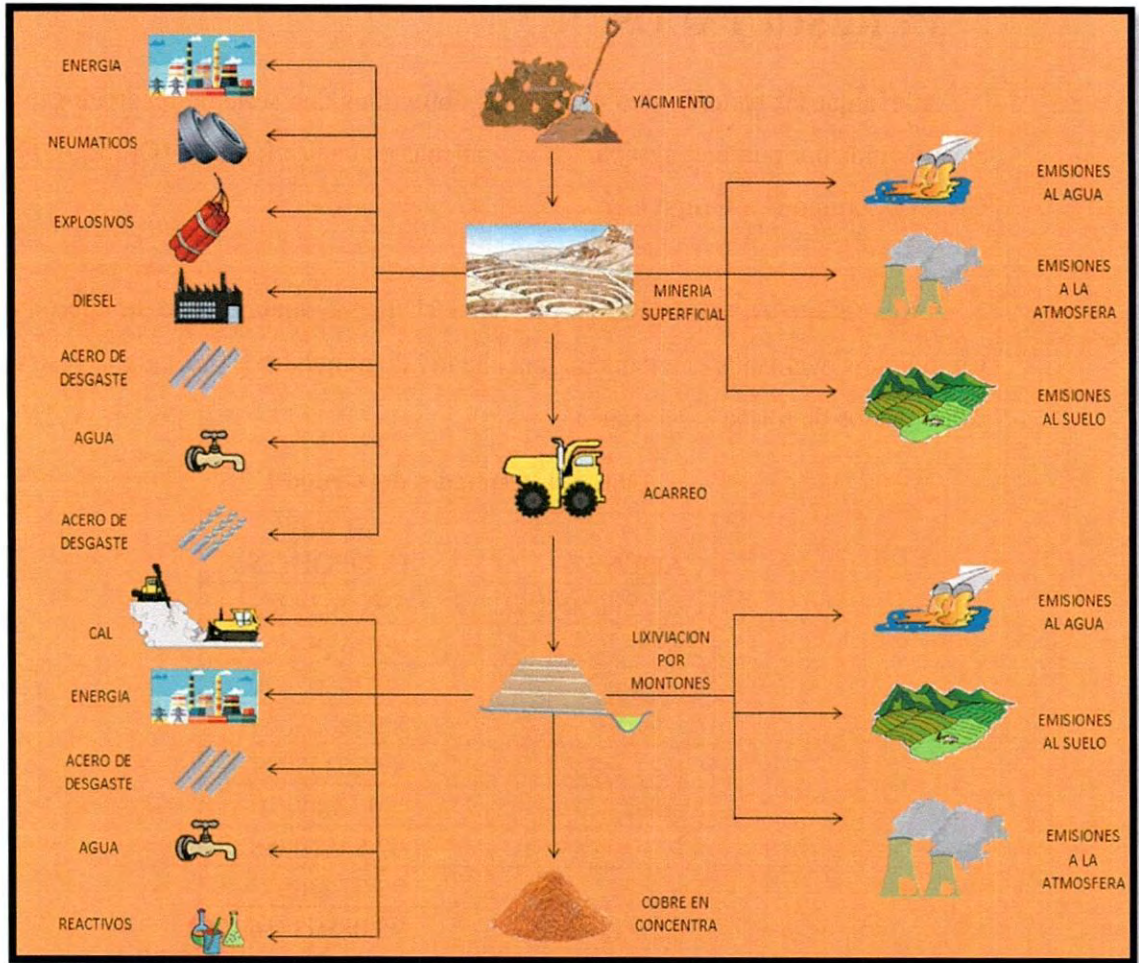 ENERGIA
NEUMATICOS
EXPLOSIVOS
DIESEL
ACERO DE
DESGASTE
AGUA
ACERO DE
DESGASTE
CAL
ENERGIA
ACERO DE
DESGASTE
AGUA
REACTIVOS
YACIMIENTO
MINERIA
SUPERFICIAL
ACARREO
LIXIVIACION
POR
MONTONES
COBRE EN
CONCENTRA
EMISIONES
AL AGUA
EMISIONES
A LA
ATMOSFERA
EMISIONES
AL SUELO
EMISIONES
AL AGUA
EMISIONES
AL SUELO
EMISIONES
A LA
ATMOSFERA